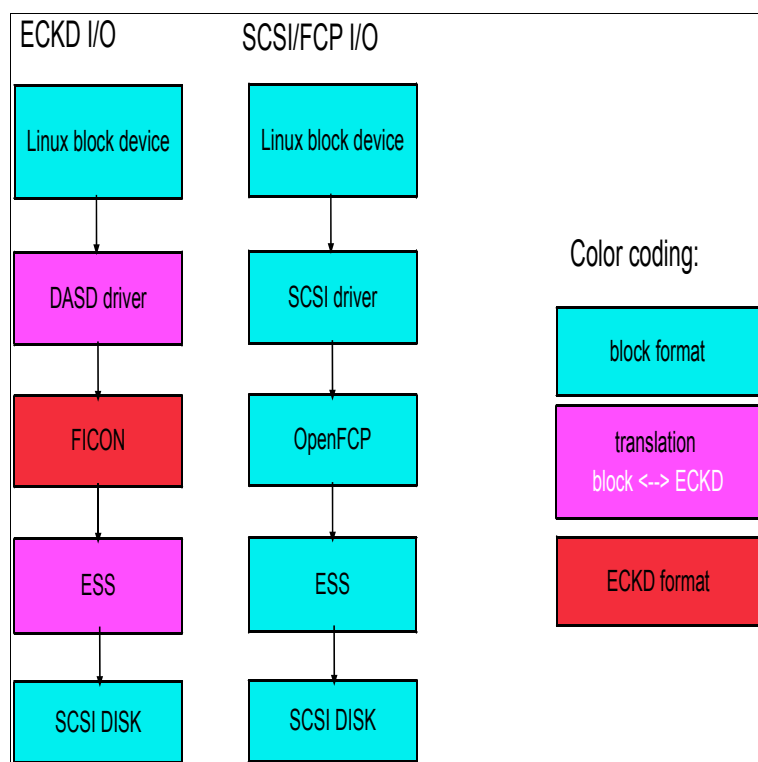 ECKD I/O
Linux block device
DASD driver
FICON
ESS
SCSI DISK
SCSI/FCP I/O
Linux block device
SCSI driver
OpenFCP
ESS
SCSI DISK
Color coding:
block format
translation
block <--> ECKD
ECKD format